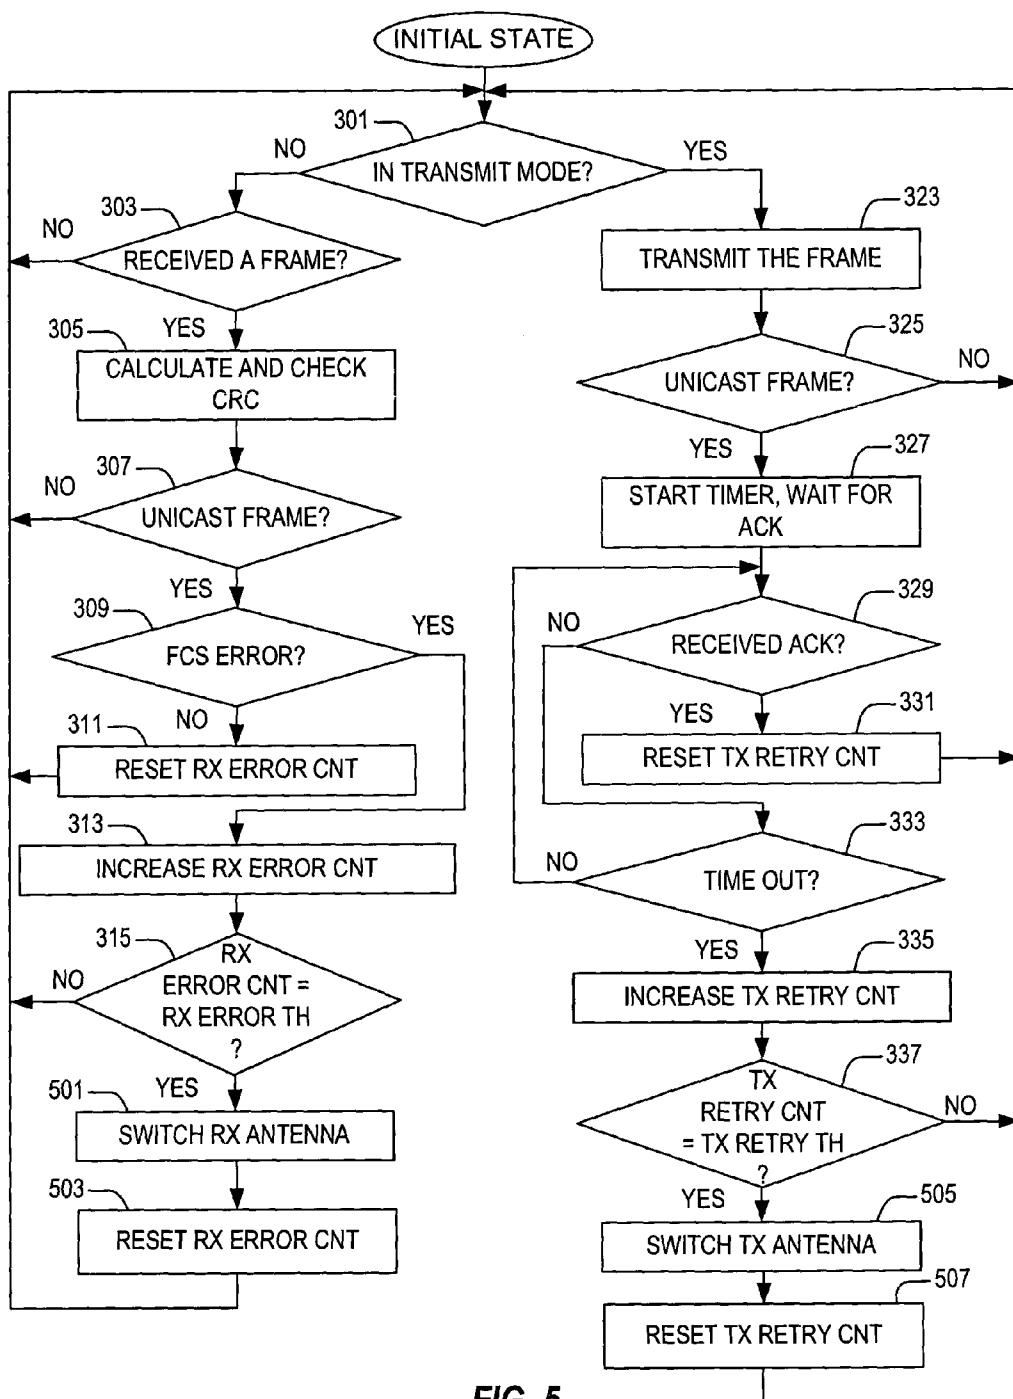 INITIAL STATE
301
NO
IN TRANSMIT MODE?
YES
303
NO
RECEIVED A FRAME?
YES
305
CALCULATE AND CHECK
CRC
307
NO
UNICAST FRAME?
YES
309
YES
FCS ERROR?
NO
311
RESET RX ERROR CNT
313
INCREASE RX ERROR CNT
315
NO
RX
ERROR CNT =
RX ERROR TH
?
YES
501
SWITCH RX ANTENNA
503
RESET RX ERROR CNT
323
TRANSMIT THE FRAME
325
UNICAST FRAME?
NO
YES
327
START TIMER, WAIT FOR
ACK
329
NO
RECEIVED ACK?
YES
331
RESET TX RETRY CNT
333
NO
TIME OUT?
YES
335
INCREASE TX RETRY CNT
337
TX
RETRY CNT
= TX RETRY TH
?
NO
YES
505
SWITCH TX ANTENNA
507
RESET TX RETRY CNT
FIG. 5